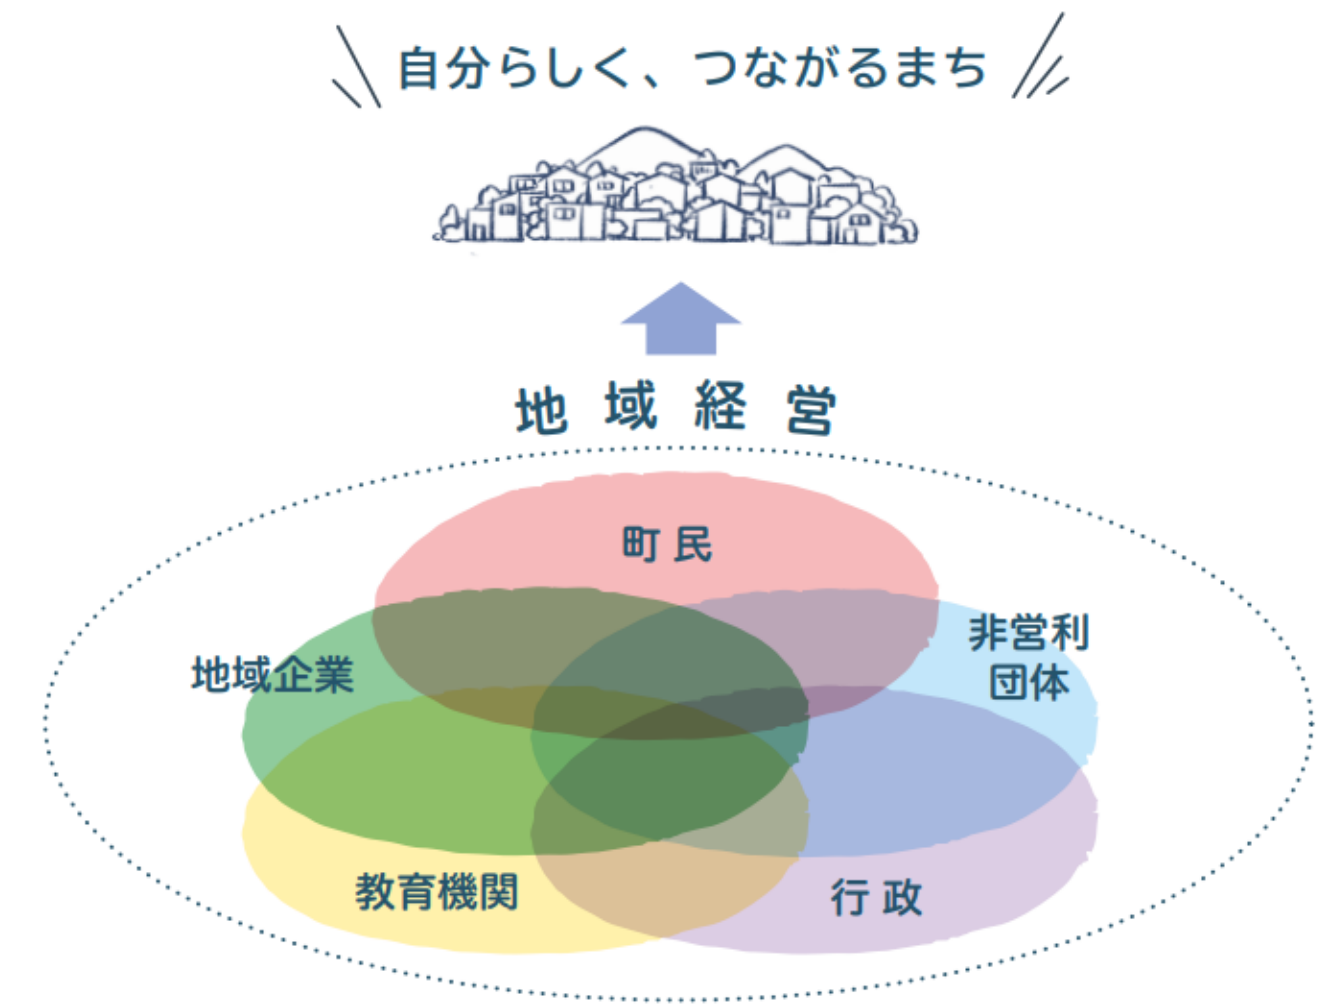 自分らしく、つながるまち
地域経営
町民
非営利
団体
地域企業
教育機関
行政